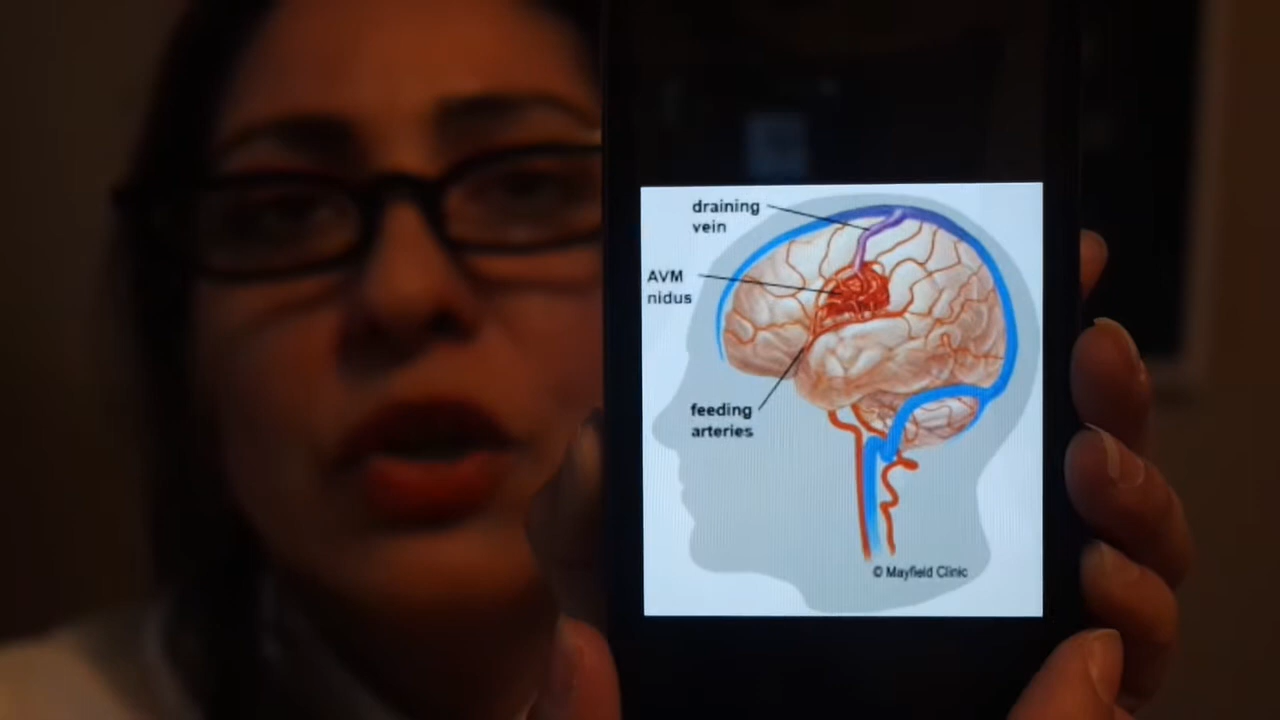 draining
vein
AVM
nidus
feeding
arteries
© Mayfield Clinic